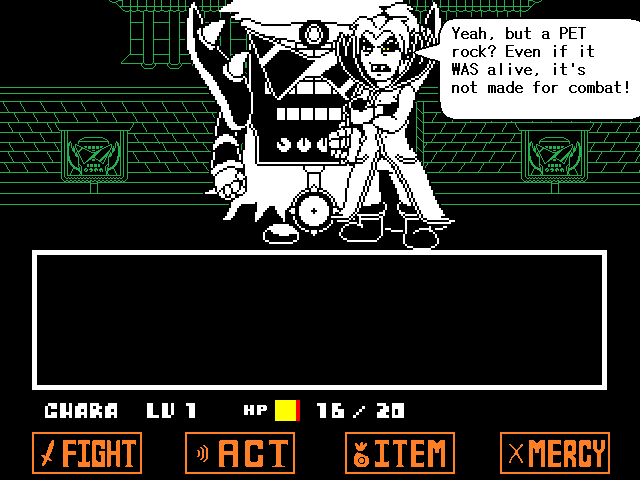 Yeah, but a PET
rock? Even if it
WAS alive, it's
not made for combat!
CHARA LV 1 HP 16 / 20
FIGHT ACT ITEM MERCY